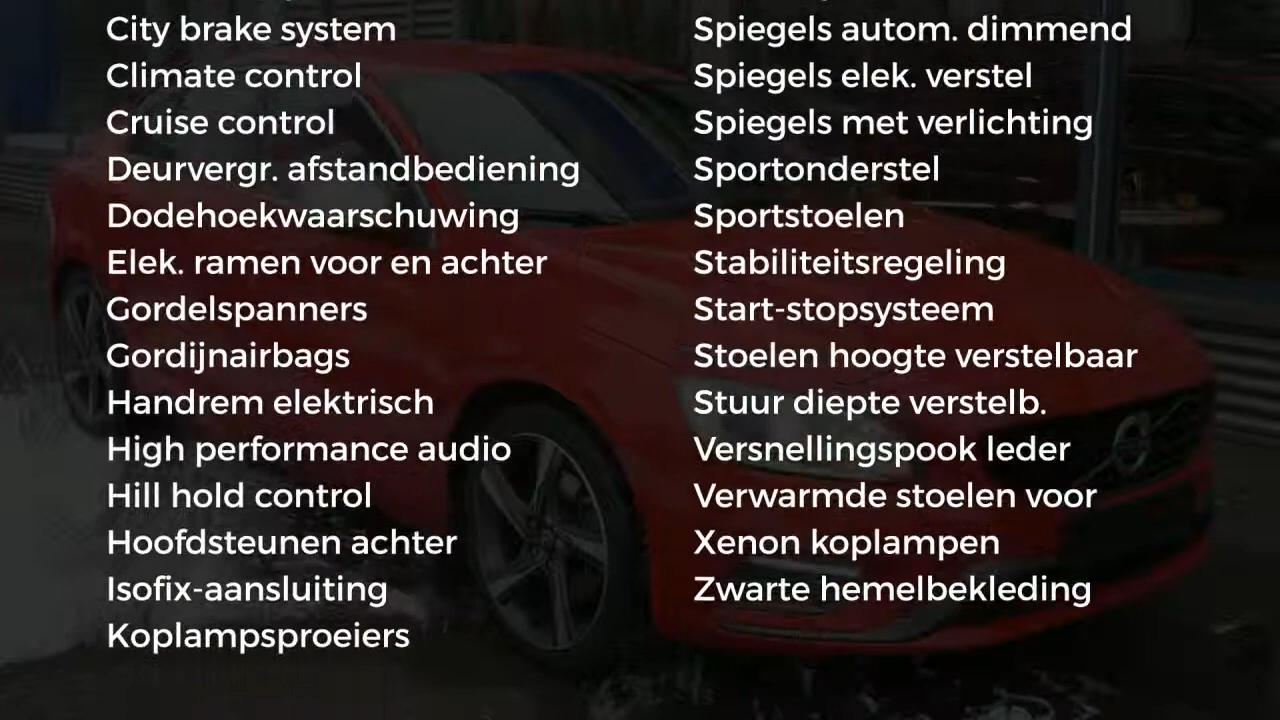 City brake system
Climate control
Cruise control
Deurvergr. afstandbediening
Dodehoekwaarschuwing
Elek. ramen voor en achter
Gordelspanners
Gordijnairbags
Handrem elektrisch
High performance audio
Hill hold control
Hoofdsteunen achter
Isofix-aansluiting
Koplampsproeiers
Spiegels autom. dimmend
Spiegels elek. verstel
Spiegels met verlichting
Sportonderstel
Sportstoelen
Stabiliteitsregeling
Start-stopsysteem
Stoelen hoogte verstelbaar
Stuur diepte verstelb.
Versnellingspook leder
Verwarmde stoelen voor
Xenon koplampen
Zwarte hemelbekleding